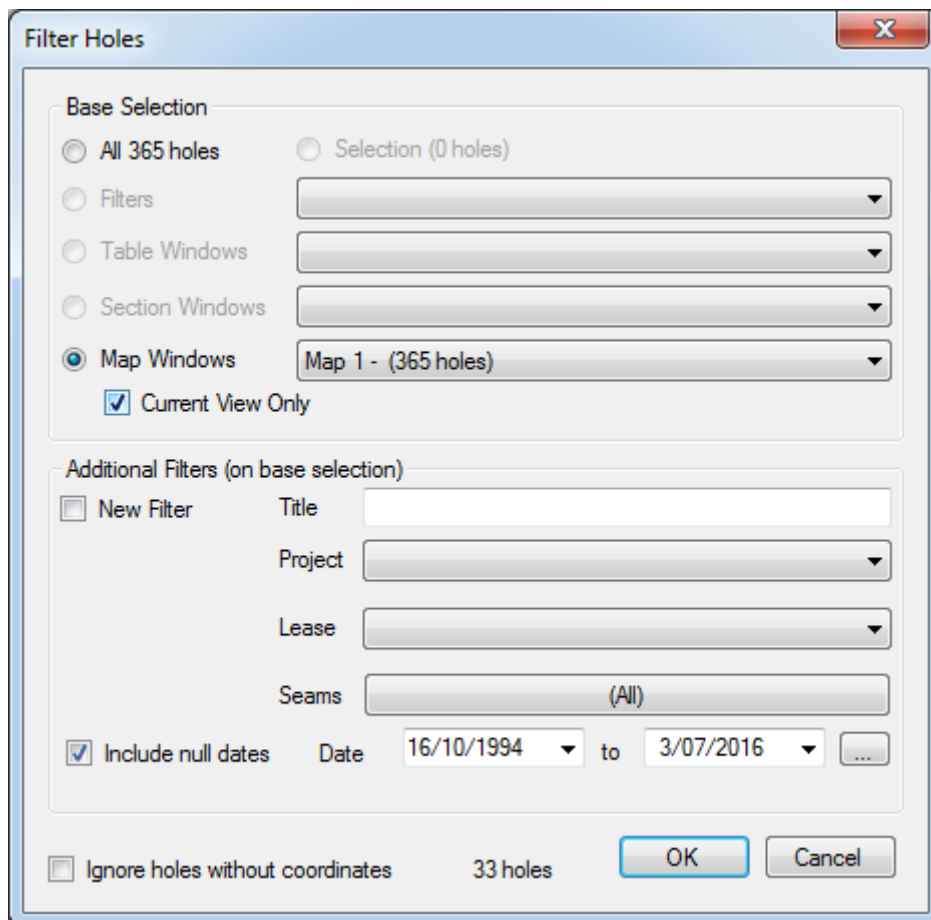 Filter Holes
Base Selection
All 365 holes Selection (0 holes)
Filters
Table Windows
Section Windows
Map Windows Map 1 - (365 holes)
Current View Only
Additional Filters (on base selection)
New Filter Title
Project
Lease
Seams (All)
Include null dates Date 16/10/1994 to 3/07/2016 ...
Ignore holes without coordinates 33 holes OK Cancel